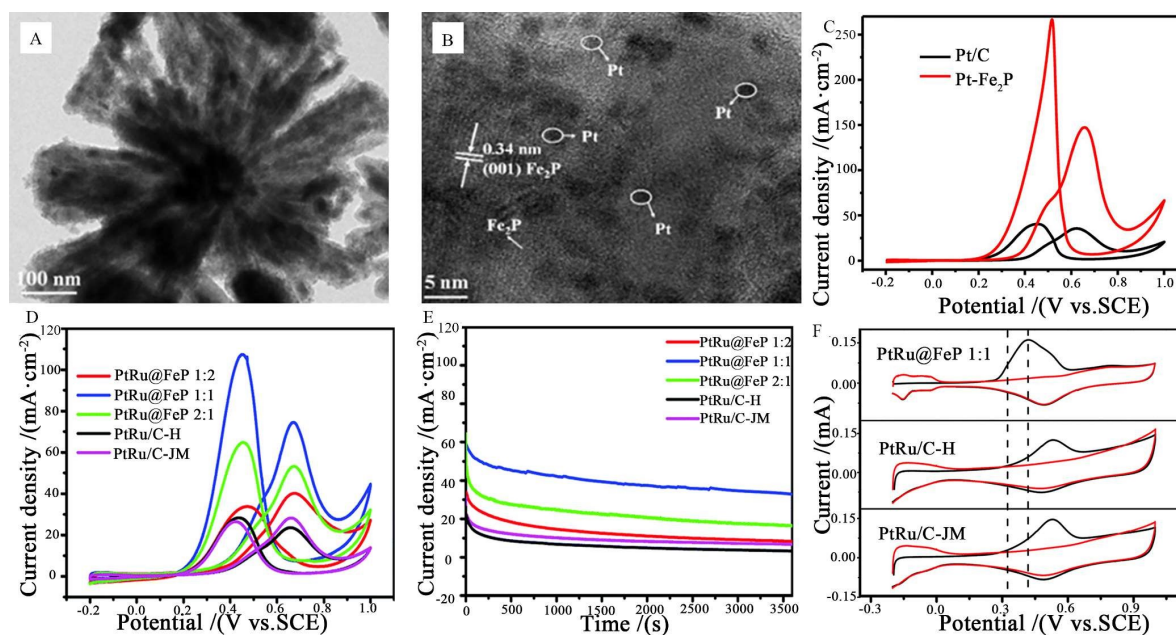 A
100 nm
B
Pt
Pt
Pt
0.34 nm
(001) Fe₂P
Fe₂P
Pt
5 nm
C
Pt/C
Pt-Fe₂P
250
200
150
100
50
0
Current density /(mA·cm⁻²)
-0.2 0.0 0.2 0.4 0.6 0.8 1.0
Potential /(V vs.SCE)
D
PtRu@FeP 1:2
PtRu@FeP 1:1
PtRu@FeP 2:1
PtRu/C-H
PtRu/C-JM
120
100
80
60
40
20
0
Current density /(mA·cm⁻²)
-0.2 0.0 0.2 0.4 0.6 0.8 1.0
Potential /(V vs.SCE)
E
PtRu@FeP 1:2
PtRu@FeP 1:1
PtRu@FeP 2:1
PtRu/C-H
PtRu/C-JM
120
100
80
60
40
20
0
-20
Current density /(mA·cm⁻²)
0 500 1000 1500 2000 2500 3000 3500
Time /(s)
F
0.15
PtRu@FeP 1:1
0.00
0.15
PtRu/C-H
0.00
0.15
PtRu/C-JM
0.00
-0.15
Current /(mA)
-0.3 0.0 0.3 0.6 0.9
Potential /(V vs.SCE)